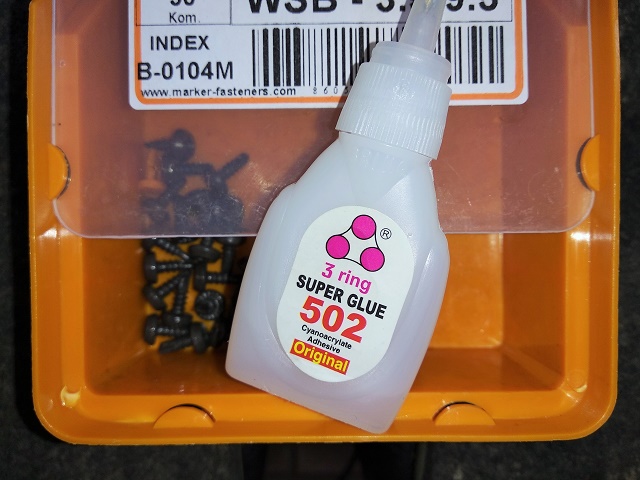 Kom.
INDEX
B-0104M
www.marker-fasteners.com
®
3 ring
SUPER GLUE
502
Cyanoacrylate
Adhesive
Original